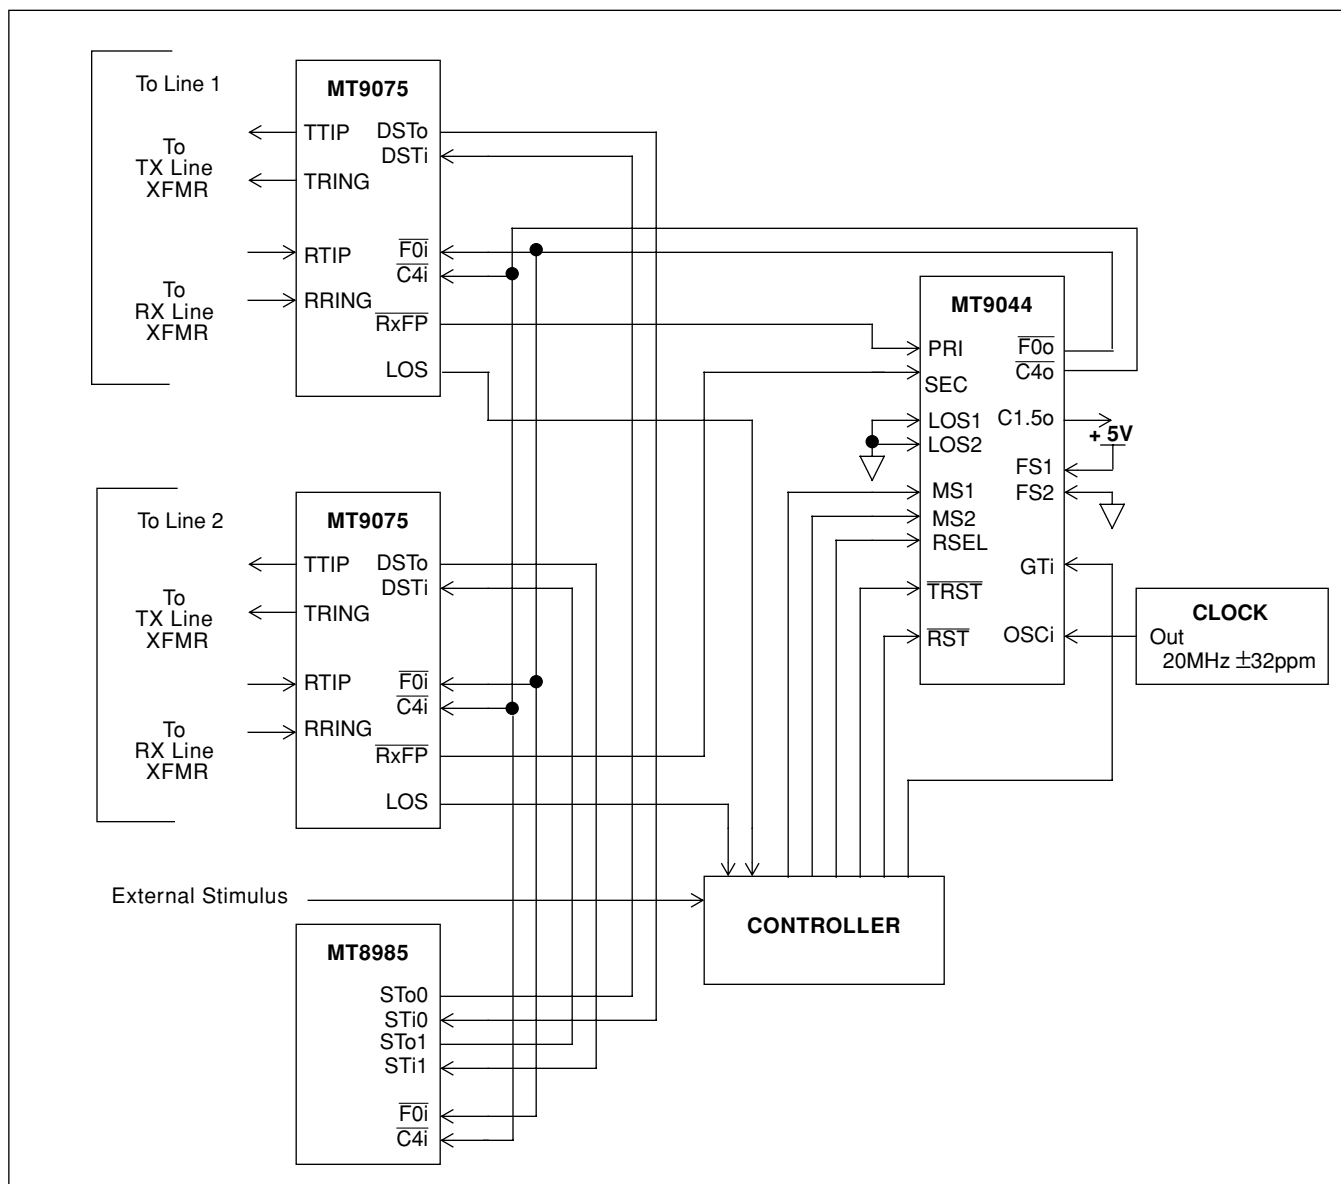 To Line 1
To
TX Line
XFMR
To
RX Line
XFMR
MT9075
TTIP
TRING
RTIP
RRING
DSTo
DSTi
F0i
C4i
RxFP
LOS
To Line 2
To
TX Line
XFMR
To
RX Line
XFMR
MT9075
TTIP
TRING
RTIP
RRING
DSTo
DSTi
F0i
C4i
RxFP
LOS
MT9044
PRI
SEC
LOS1
LOS2
MS1
MS2
RSEL
TRST
RST
F0o
C4o
C1.5o
+ 5V
FS1
FS2
GTi
OSCi
CLOCK
Out
20MHz ±32ppm
External Stimulus
CONTROLLER
MT8985
STo0
STi0
STo1
STi1
F0i
C4i